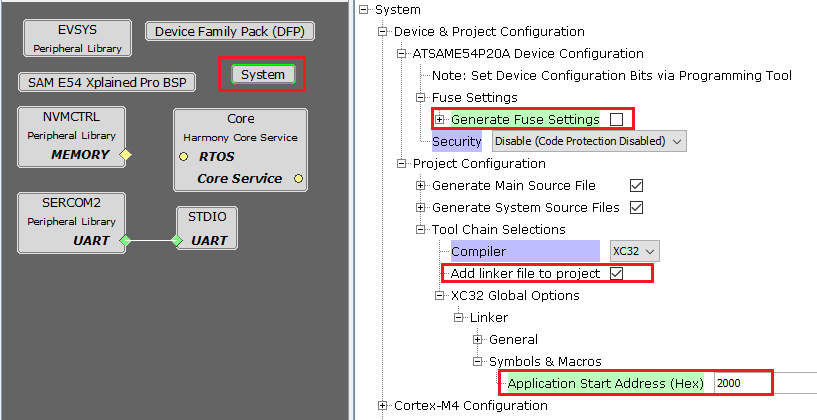 EVSYS
Peripheral Library
Device Family Pack (DFP)
SAM E54 Xplained Pro BSP
System
NVMCTRL
Peripheral Library
MEMORY
Core
Harmony Core Service
RTOS
Core Service
SERCOM2
Peripheral Library
UART
STDIO
UART
System
Device & Project Configuration
ATSAME54P20A Device Configuration
Note: Set Device Configuration Bits via Programming Tool
Fuse Settings
Generate Fuse Settings
Security Disable (Code Protection Disabled)
Project Configuration
Generate Main Source File
Generate System Source Files
Tool Chain Selections
Compiler XC32
Add linker file to project
XC32 Global Options
Linker
General
Symbols & Macros
Application Start Address (Hex) 2000
Cortex-M4 Configuration